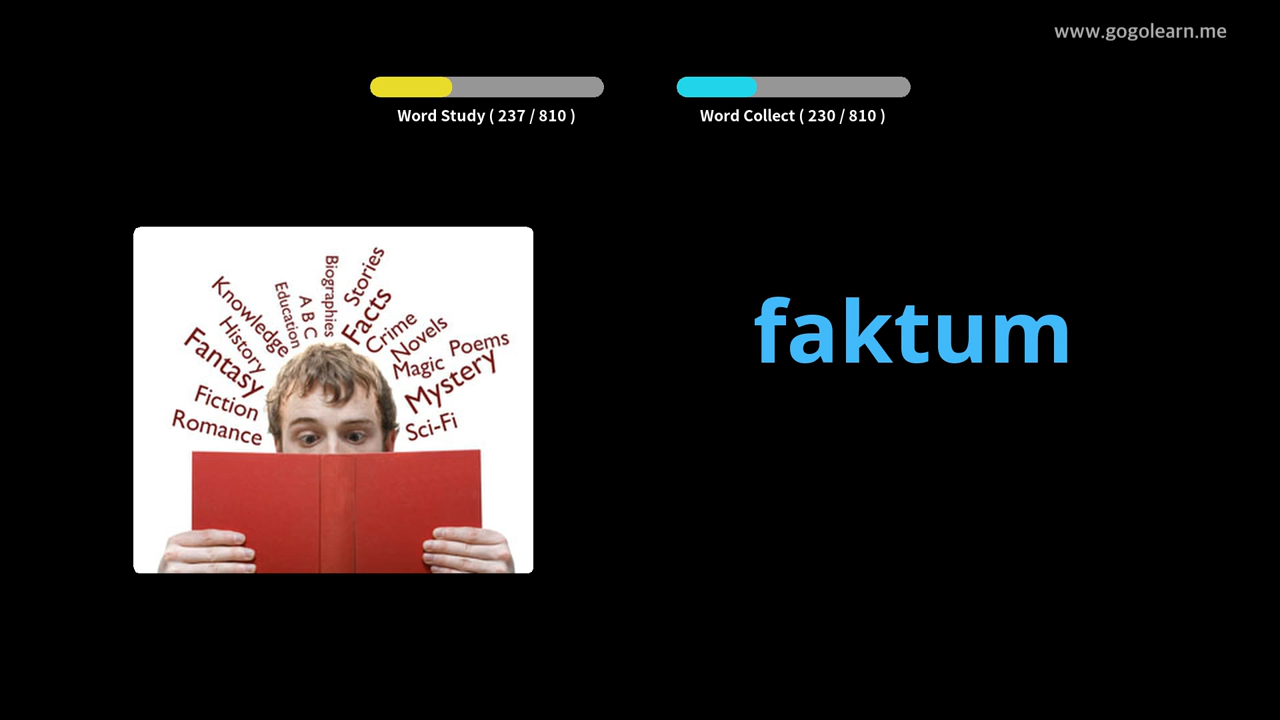 www.gogolearn.me
Word Study ( 237 / 810 )
Word Collect ( 230 / 810 )
faktum
Knowledge
Education
A B C
Biographies
Stories
Facts
Crime
Novels
Poems
History
Fantasy
Magic
Mystery
Fiction
Romance
Sci-Fi